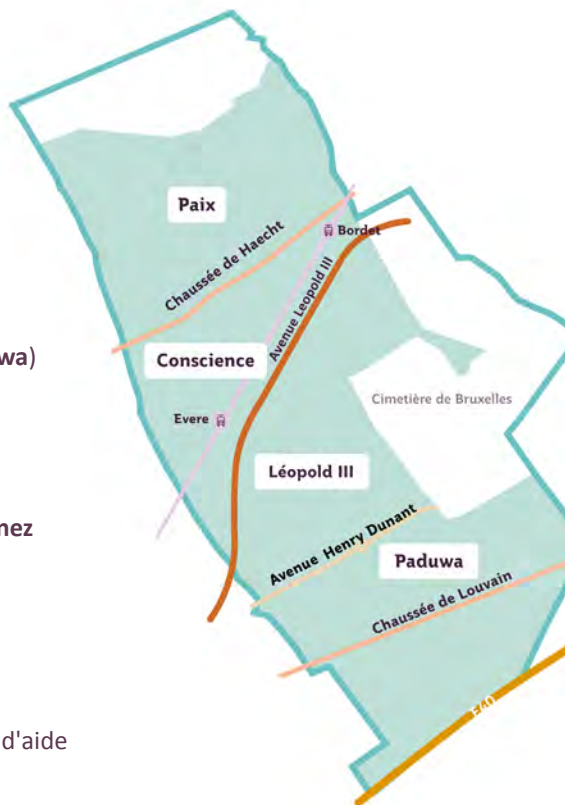 Paix
Bordet
Chaussée de Haecht
Avenue Léopold III
wa)
Conscience
Cimetière de Bruxelles
Evere
Léopold III
nez
Avenue Henry Dunant
Paduwa
Chaussée de Louvain
E40
d'aide